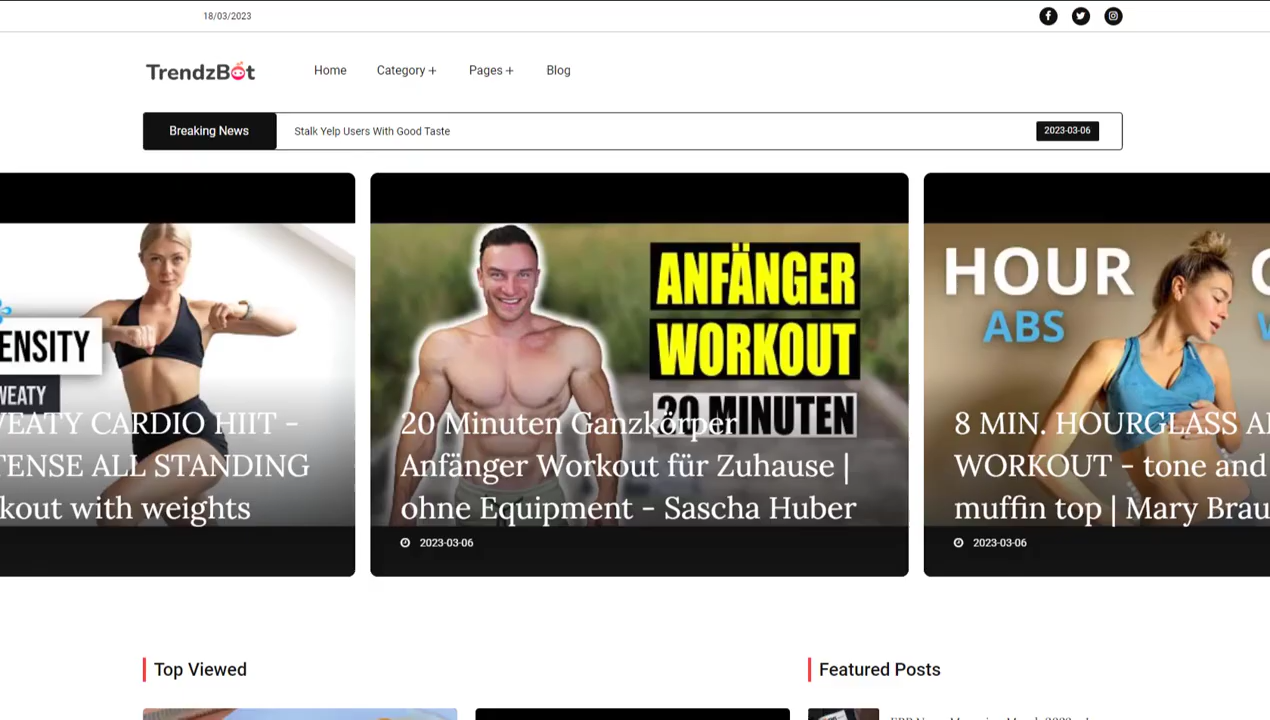 18/03/2023
TrendzBot
Home
Category +
Pages +
Blog
Breaking News
Stalk Yelp Users With Good Taste
2023-03-06
ENSITY
WEATY
WEATY CARDIO HIIT -
TENSE ALL STANDING
kout with weights
ANFÄNGER
WORKOUT
20 MINUTEN
20 Minuten Ganzkörper
Anfänger Workout für Zuhause |
ohne Equipment - Sascha Huber
2023-03-06
HOUR
ABS
8 MIN. HOURGLASS
WORKOUT - tone and
muffin top | Mary Brau
2023-03-06
Top Viewed
Featured Posts